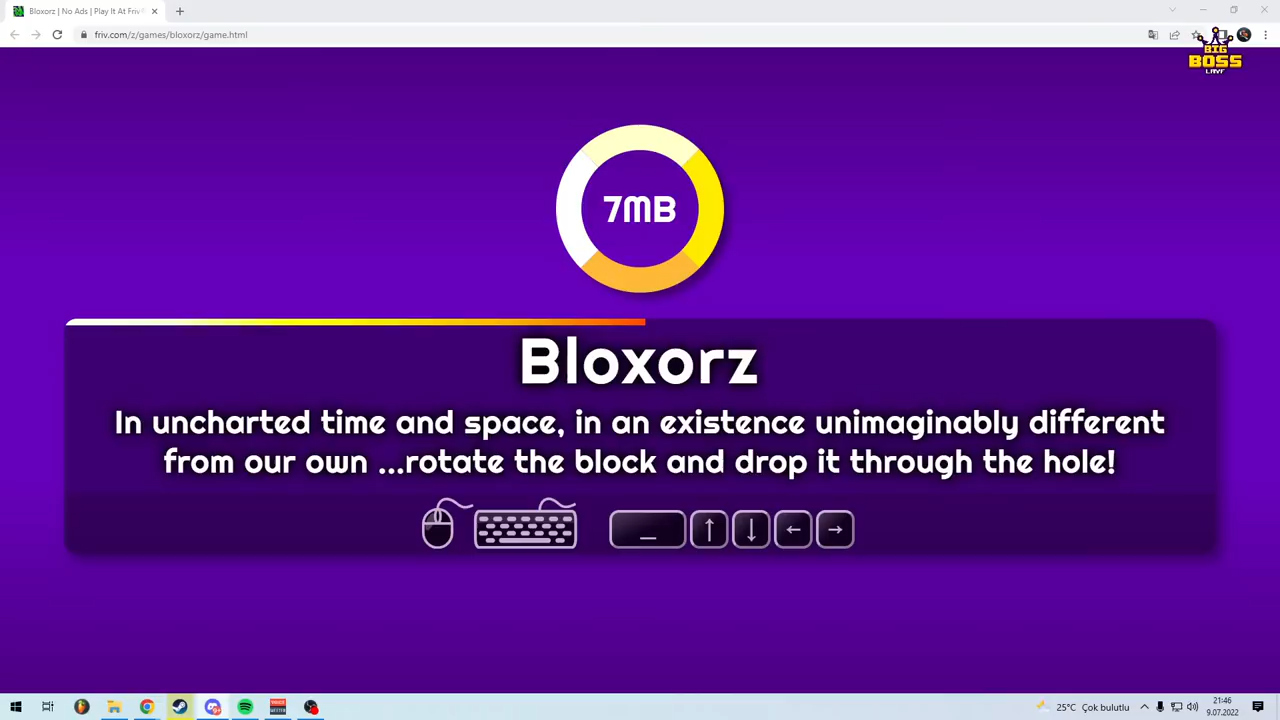 Bloxorz | No Ads | Play It At Friv
friv.com/z/games/bloxorz/game.html
BIG
BOSS
LIVE
7MB
Bloxorz
In uncharted time and space, in an existence unimaginably different
from our own ...rotate the block and drop it through the hole!
25°C Çok bulutlu
21:46
9.07.2022